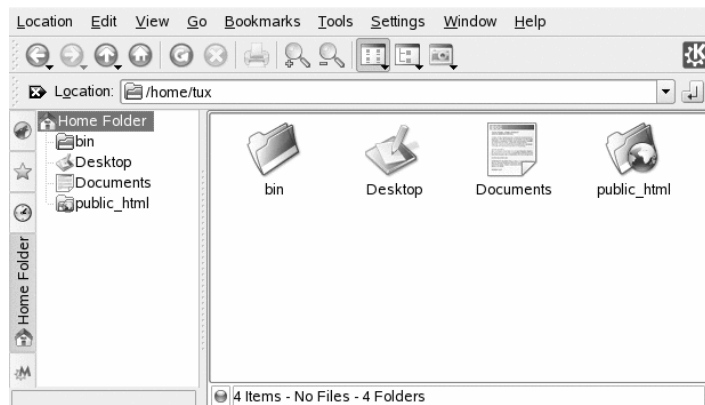 Location Edit View Go Bookmarks Tools Settings Window Help
Location: /home/tux
Home Folder
bin
Desktop
Documents
public_html
Home Folder
bin Desktop Documents public_html
4 Items - No Files - 4 Folders